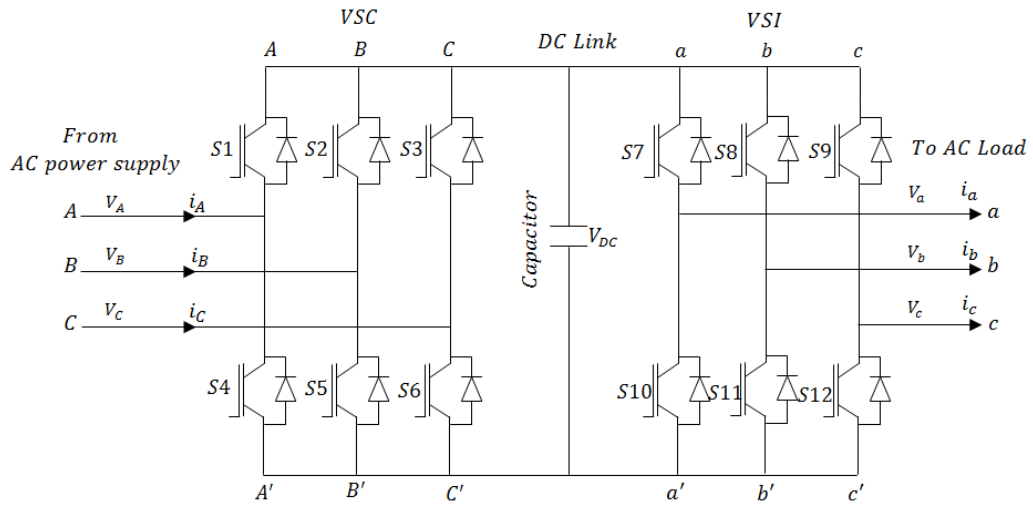 VSC
VSI
DC Link
A B C
a b c
From
AC power supply
To AC Load
S1 S2 S3
S7 S8 S9
A V_A i_A
V_a i_a a
B V_B i_B
V_b i_b b
C V_C i_C
V_c i_c c
Capacitor
V_DC
S4 S5 S6
S10 S11 S12
A' B' C'
a' b' c'